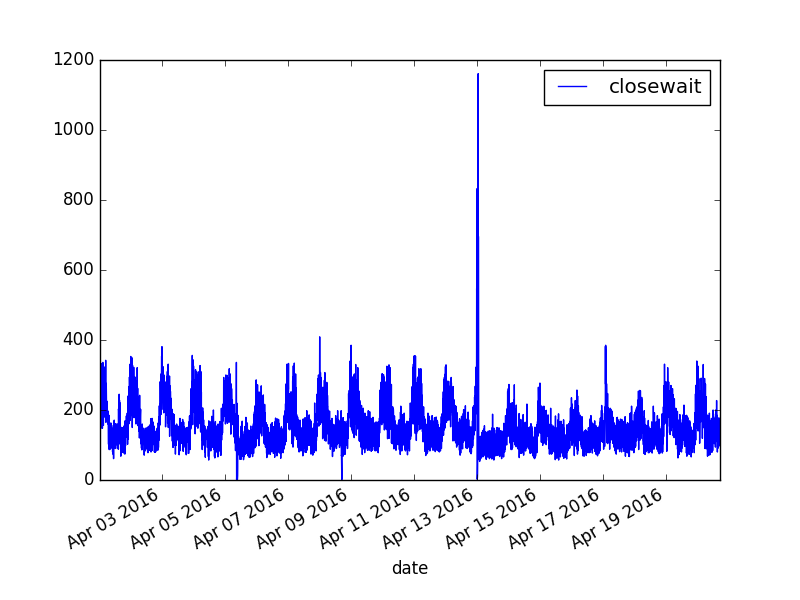 1200
1000
800
600
400
200
0
closewait
Apr 03 2016
Apr 05 2016
Apr 07 2016
Apr 09 2016
Apr 11 2016
Apr 13 2016
Apr 15 2016
Apr 17 2016
Apr 19 2016
date